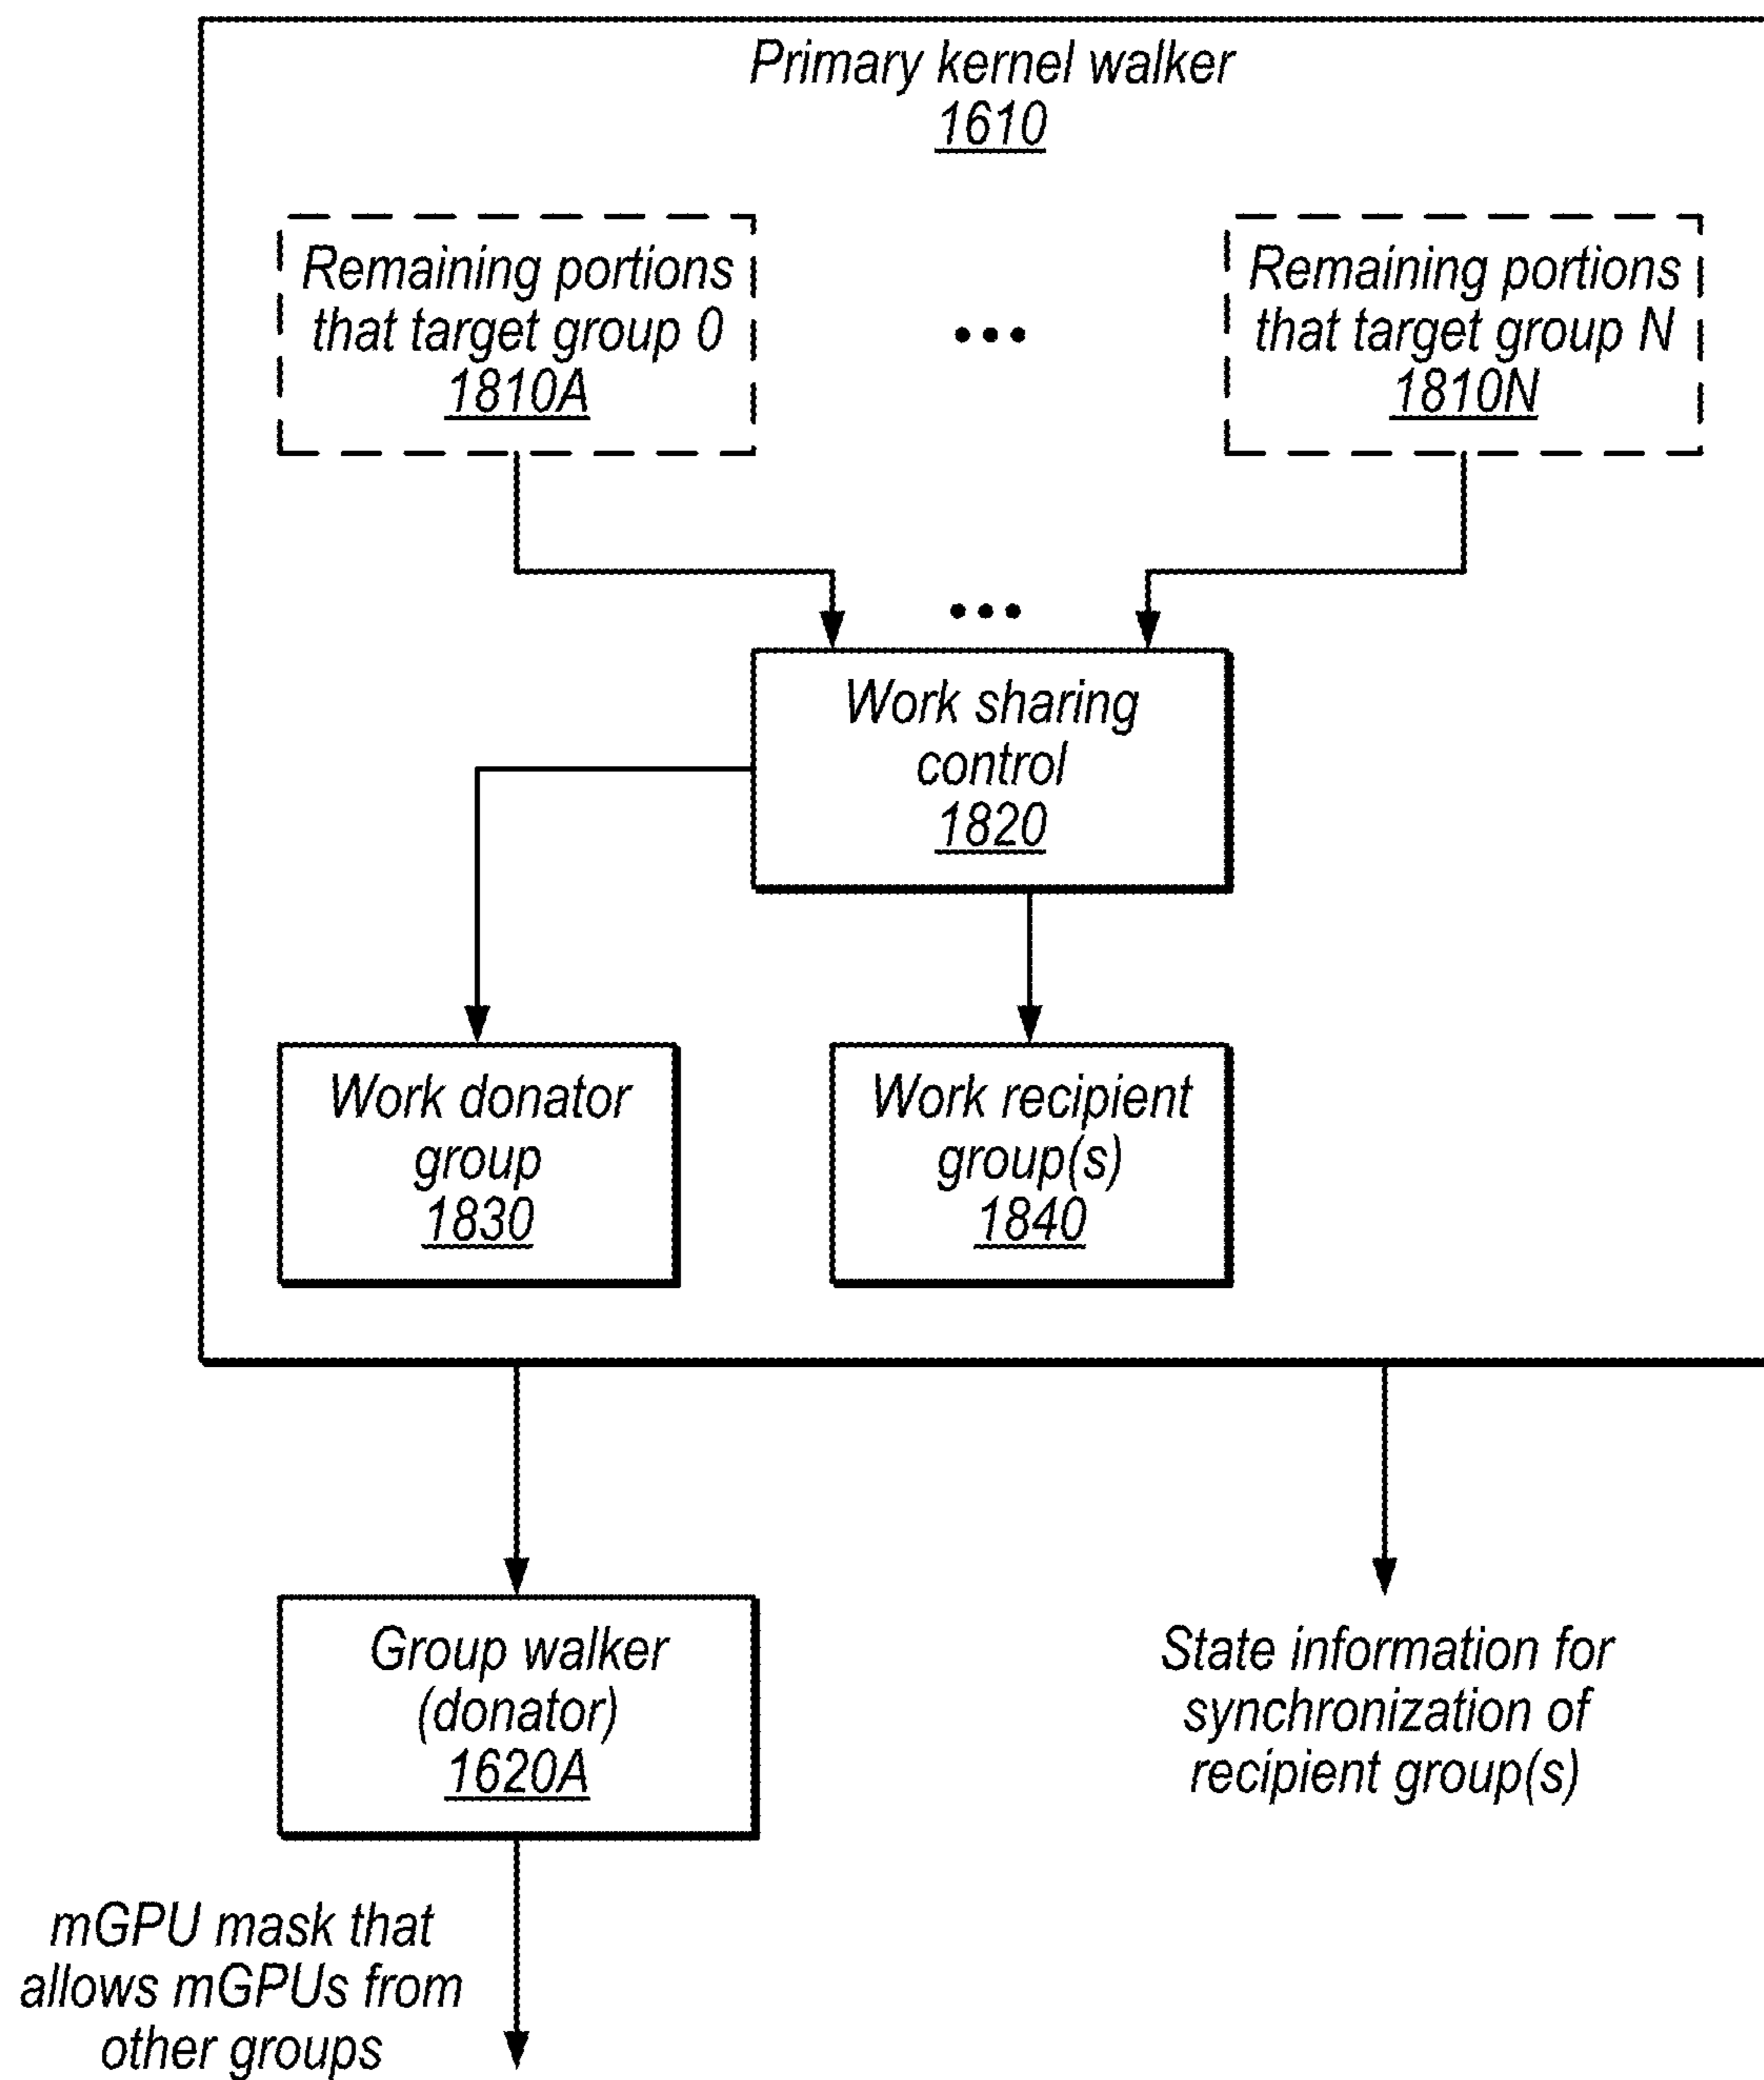 Primary kernel walker
1610
Remaining portions
that target group 0
1810A
...
Remaining portions
that target group N
1810N
...
Work sharing
control
1820
Work donator
group
1830
Work recipient
group(s)
1840
Group walker
(donator)
1620A
State information for
synchronization of
recipient group(s)
mGPU mask that
allows mGPUs from
other groups